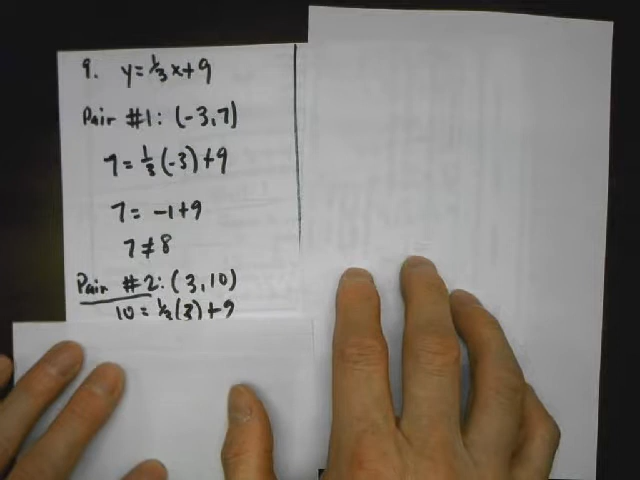 9. y=⅓x+9
Pair #1: (-3,7)
7=⅓(-3)+9
7= -1+9
7≠8
Pair #2: (3,10)
10=⅓(3)+9